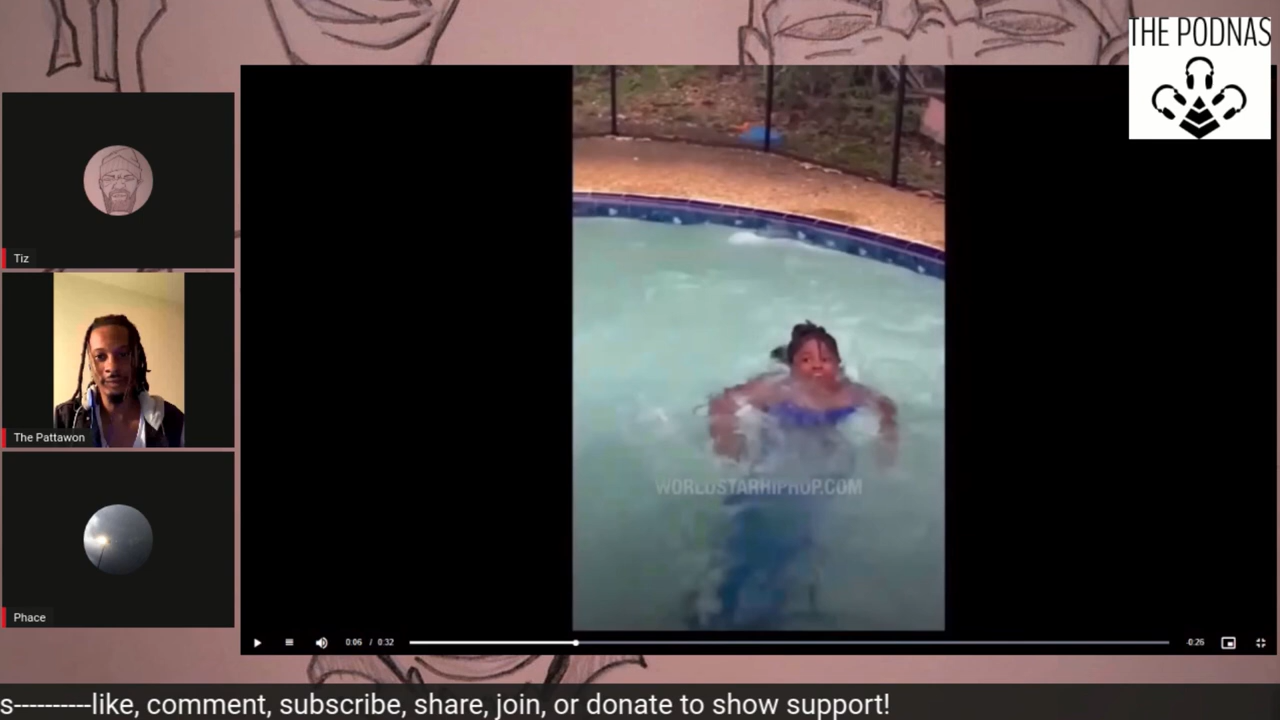 THE PODNAS
Tiz
The Pattawon
WORLDSTARHIPHOP.COM
Phace
0:06 / 0:32
-0:26
s----------like, comment, subscribe, share, join, or donate to show support!